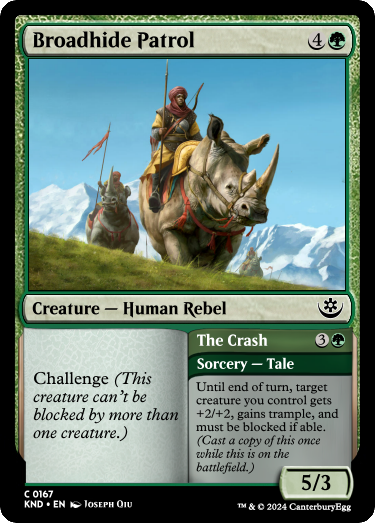 Broadhide Patrol 4
Creature — Human Rebel
The Crash 3
Sorcery — Tale
Challenge (This
creature can't be
blocked by more than
one creature.)
Until end of turn, target
creature you control gets
+2/+2, gains trample, and
must be blocked if able.
(Cast a copy of this once
while this is on the
battlefield.)
5/3
C 0167
KND • EN Joseph Qiu
™ & © 2024 CanterburyEgg